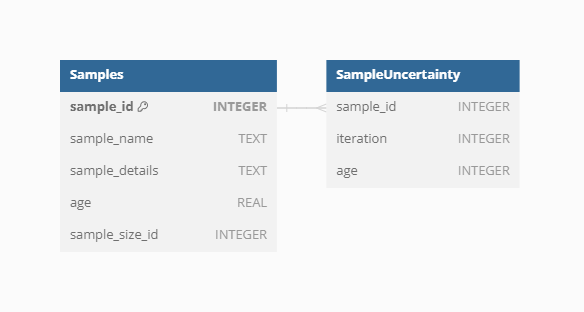 Samples
sample_id INTEGER
sample_name TEXT
sample_details TEXT
age REAL
sample_size_id INTEGER
SampleUncertainty
sample_id INTEGER
iteration INTEGER
age INTEGER